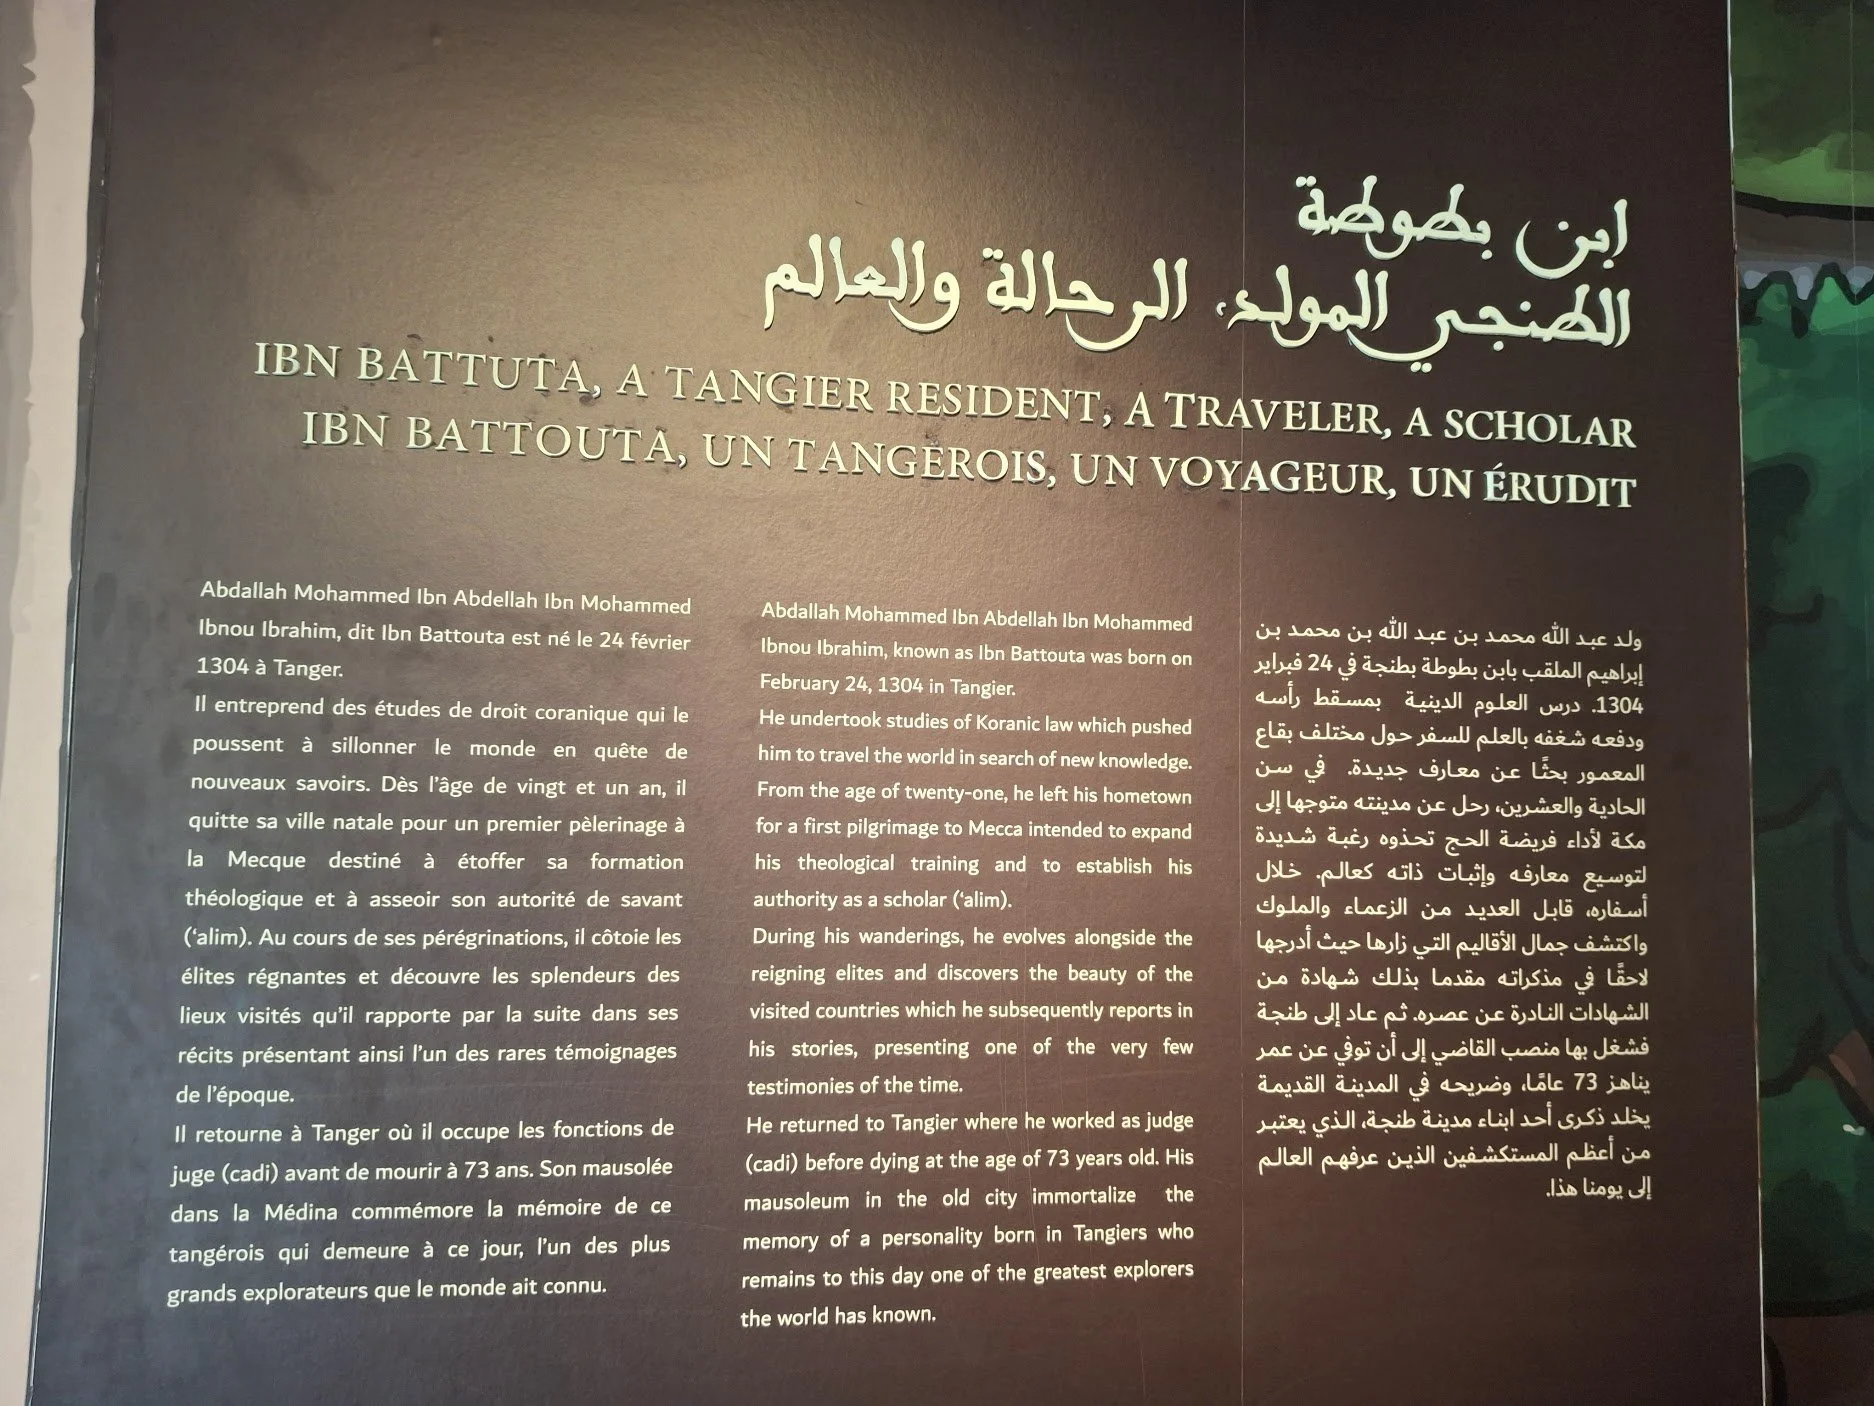 ابن بطوطة
الطنجي المولد، الرحالة والعالم
IBN BATTUTA, A TANGIER RESIDENT, A TRAVELER, A SCHOLAR
IBN BATTOUTA, UN TANGÉROIS, UN VOYAGEUR, UN ÉRUDIT
Abdallah Mohammed Ibn Abdellah Ibn Mohammed
Ibnou Ibrahim, dit Ibn Battouta est né le 24 février
1304 à Tanger.
Il entreprend des études de droit coranique qui le
poussent à sillonner le monde en quête de
nouveaux savoirs. Dès l'âge de vingt et un an, il
quitte sa ville natale pour un premier pèlerinage à
la Mecque destiné à étoffer sa formation
théologique et à asseoir son autorité de savant
('alim). Au cours de ses pérégrinations, il côtoie les
élites régnantes et découvre les splendeurs des
lieux visités qu'il rapporte par la suite dans ses
récits présentant ainsi l'un des rares témoignages
de l'époque.
Il retourne à Tanger où il occupe les fonctions de
juge (cadi) avant de mourir à 73 ans. Son mausolée
dans la Médina commémore la mémoire de ce
tangérois qui demeure à ce jour, l'un des plus
grands explorateurs que le monde ait connu.
Abdallah Mohammed Ibn Abdellah Ibn Mohammed
Ibnou Ibrahim, known as Ibn Battouta was born on
February 24, 1304 in Tangier.
He undertook studies of Koranic law which pushed
him to travel the world in search of new knowledge.
From the age of twenty-one, he left his hometown
for a first pilgrimage to Mecca intended to expand
his theological training and to establish his
authority as a scholar ('alim).
During his wanderings, he evolves alongside the
reigning elites and discovers the beauty of the
visited countries which he subsequently reports in
his stories, presenting one of the very few
testimonies of the time.
He returned to Tangier where he worked as judge
(cadi) before dying at the age of 73 years old. His
mausoleum in the old city immortalize the
memory of a personality born in Tangiers who
remains to this day one of the greatest explorers
the world has known.
ولد عبد الله محمد بن عبد الله بن محمد بن
إبراهيم الملقب بابن بطوطة بطنجة في 24 فبراير
1304. درس العلوم الدينية بمسقط رأسه
ودفعه شغفه بالعلم للسفر حول مختلف بقاع
المعمور بحثًا عن معارف جديدة. في سن
الحادية والعشرين، رحل عن مدينته متوجها إلى
مكة لأداء فريضة الحج تحذوه رغبة شديدة
لتوسيع معارفه وإثبات ذاته كعالم. خلال
أسفاره، قابل العديد من الزعماء والملوك
واكتشف جمال الأقاليم التي زارها حيث أدرجها
لاحقًا في مذكراته مقدما بذلك شهادة من
الشهادات النادرة عن عصره. ثم عاد إلى طنجة
فشغل بها منصب القاضي إلى أن توفي عن عمر
يناهز 73 عامًا، وضريحه في المدينة القديمة
يخلد ذكرى أحد ابناء مدينة طنجة، الذي يعتبر
من أعظم المستكشفين الذين عرفهم العالم
إلى يومنا هذا.